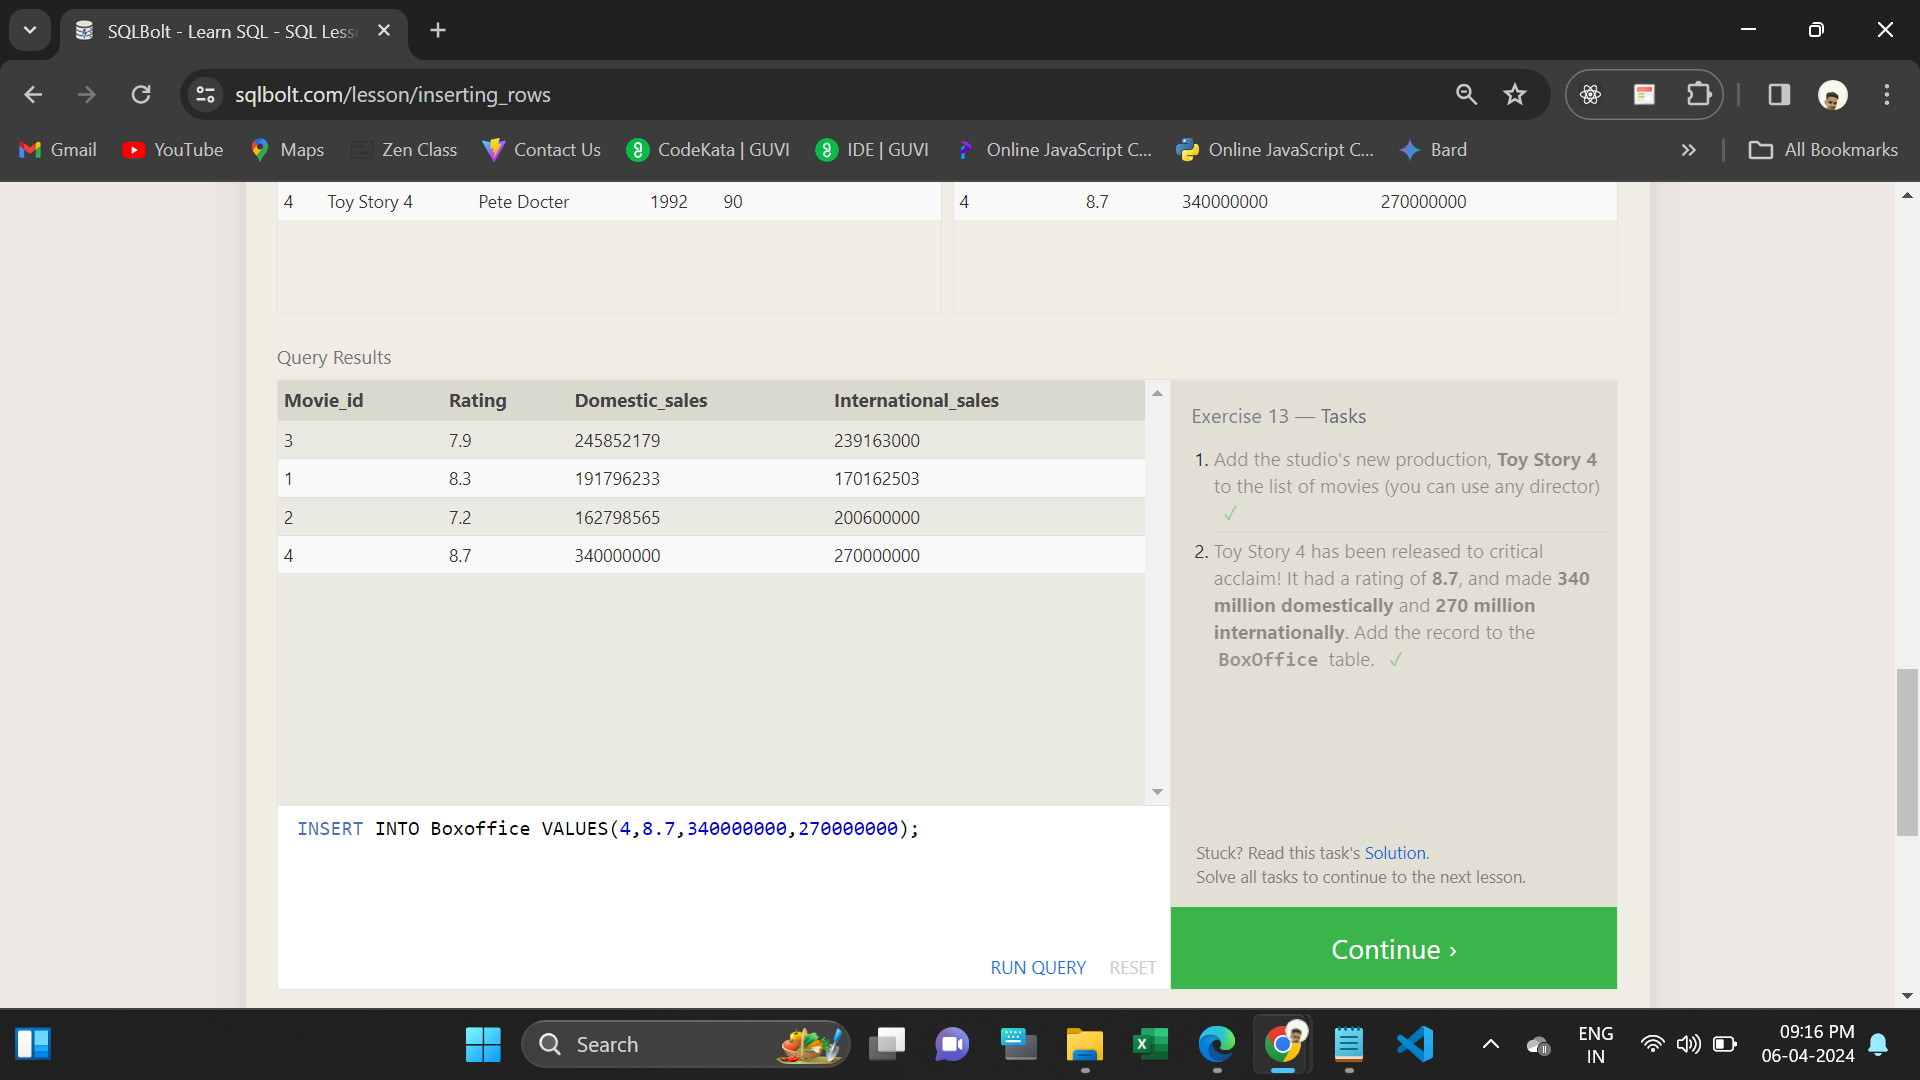 SQLBolt - Learn SQL - SQL Less
sqlbolt.com/lesson/inserting_rows
Gmail YouTube Maps Zen Class Contact Us CodeKata | GUVI IDE | GUVI Online JavaScript C... Online JavaScript C... Bard » All Bookmarks
4 Toy Story 4 Pete Docter 1992 90 4 8.7 340000000 270000000
Query Results
Movie_id Rating Domestic_sales International_sales
3 7.9 245852179 239163000
1 8.3 191796233 170162503
2 7.2 162798565 200600000
4 8.7 340000000 270000000
Exercise 13 — Tasks
1. Add the studio's new production, Toy Story 4
to the list of movies (you can use any director)
✓
2. Toy Story 4 has been released to critical
acclaim! It had a rating of 8.7, and made 340
million domestically and 270 million
internationally. Add the record to the
BoxOffice table. ✓
INSERT INTO Boxoffice VALUES(4,8.7,340000000,270000000);
RUN QUERY RESET
Stuck? Read this task's Solution.
Solve all tasks to continue to the next lesson.
Continue ›
Search
ENG
IN
09:16 PM
06-04-2024